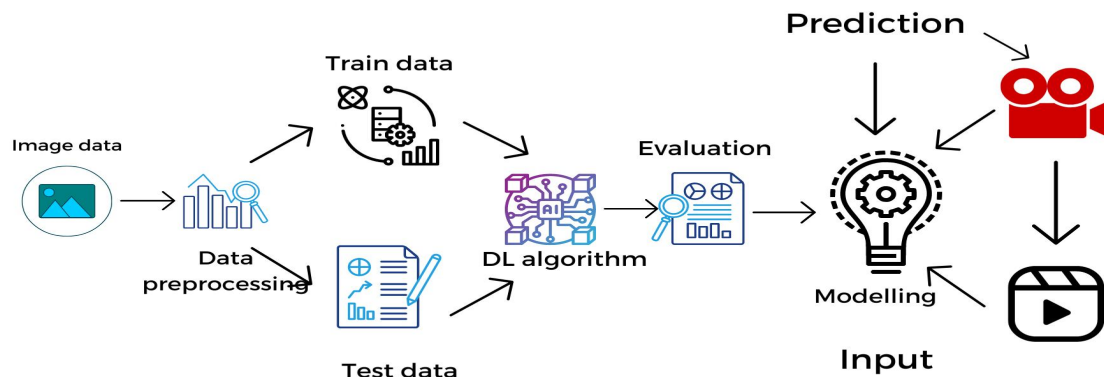 Prediction
Train data
Image data
Evaluation
AI
Data
preprocessing
DL algorithm
Modelling
Input
Test data